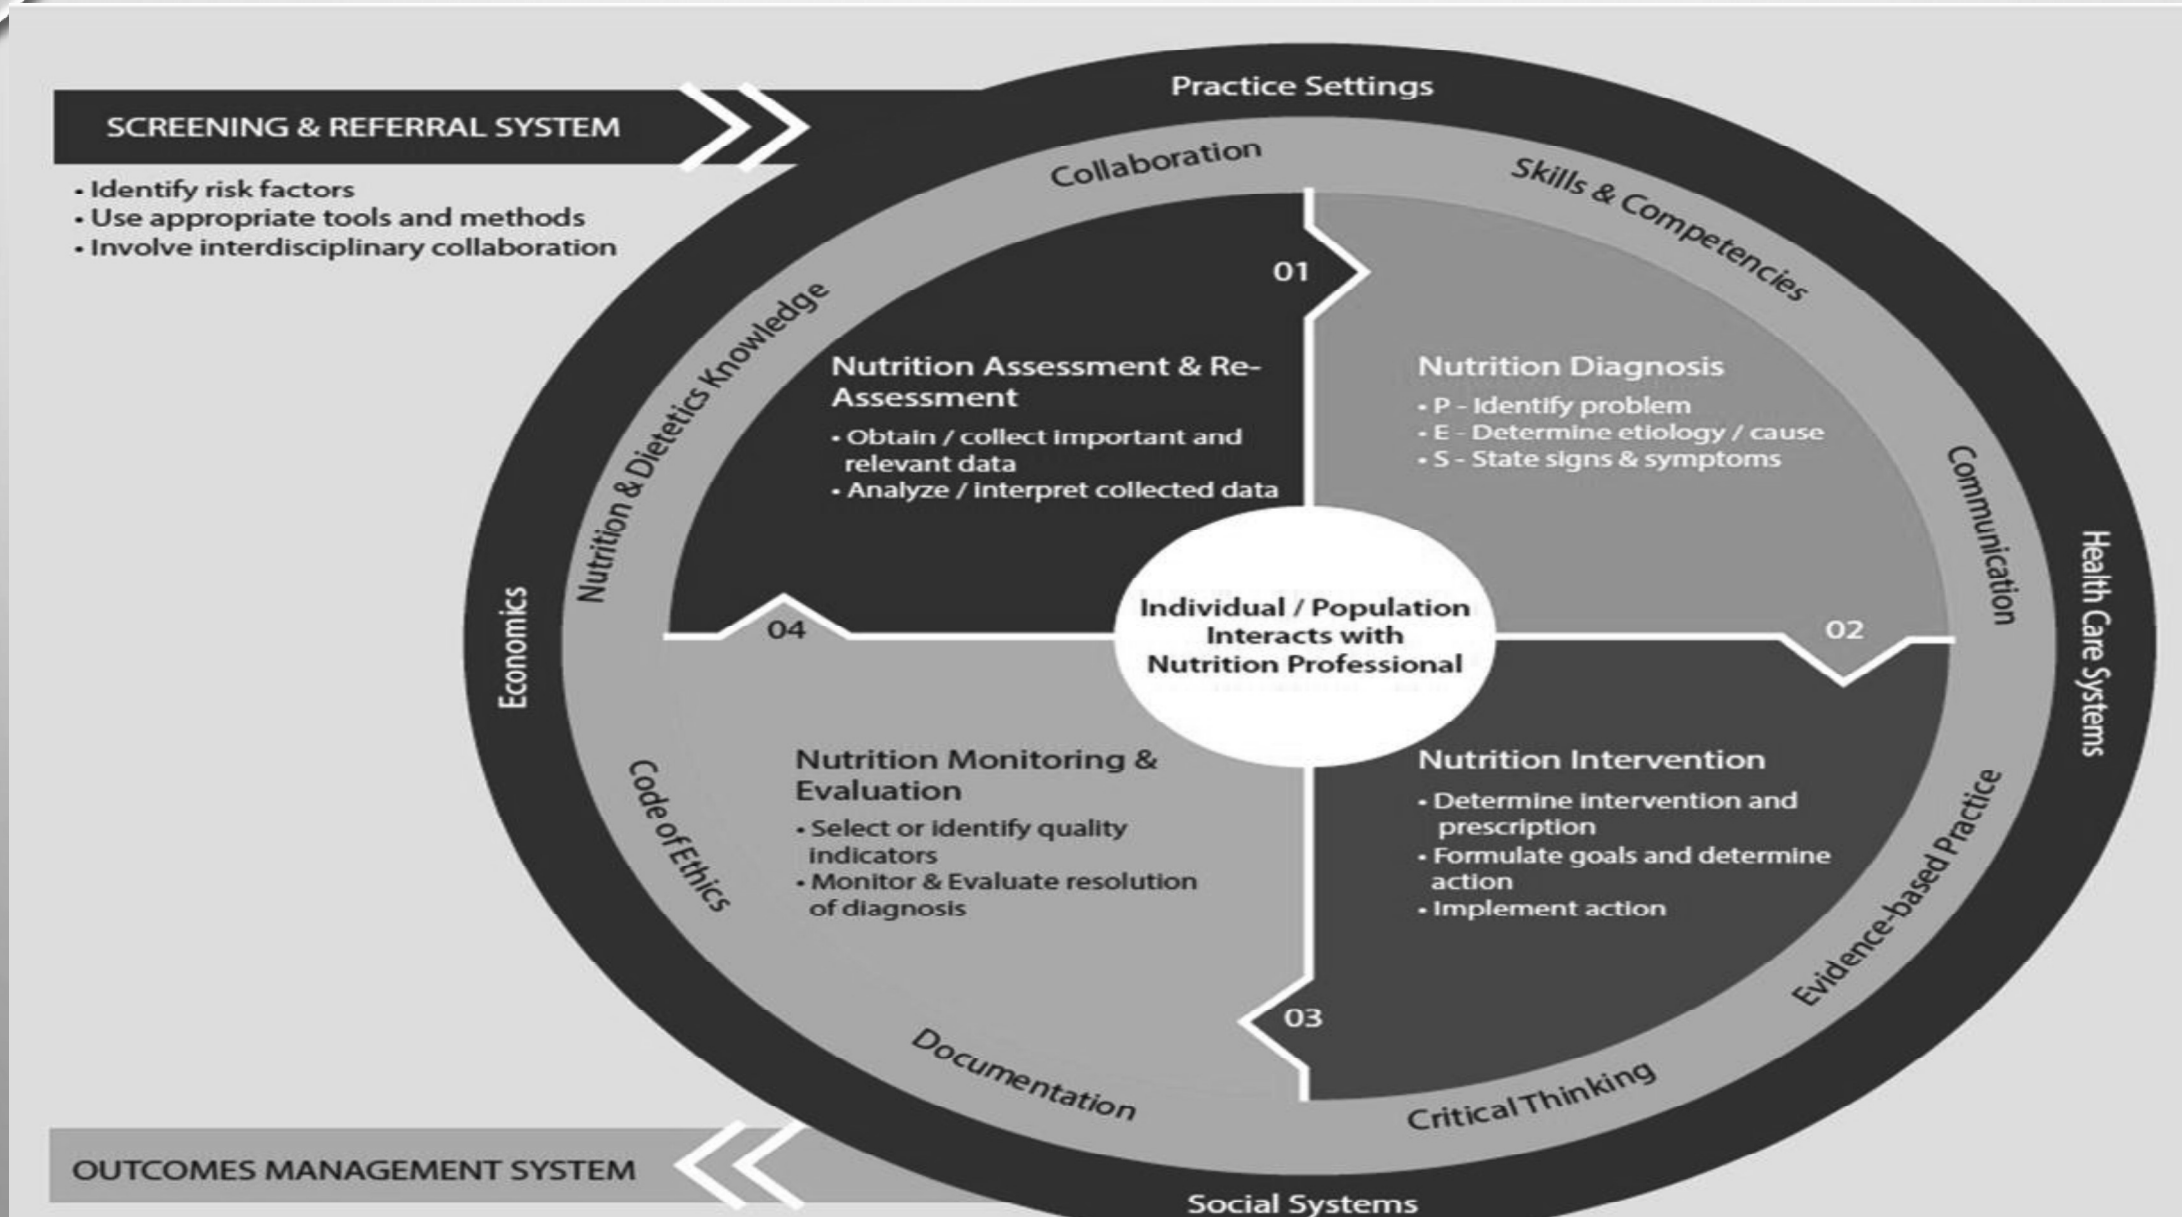 Practice Settings
SCREENING & REFERRAL SYSTEM
• Identify risk factors
• Use appropriate tools and methods
• Involve interdisciplinary collaboration
Collaboration
Skills & Competencies
Nutrition & Dietetics Knowledge
Communication
Economics
Health Care Systems
Code of Ethics
Evidence-based Practice
Documentation
Critical Thinking
01
Nutrition Assessment & Re-
Assessment
• Obtain / collect important and
relevant data
• Analyze / interpret collected data
Nutrition Diagnosis
• P - Identify problem
• E - Determine etiology / cause
• S - State signs & symptoms
02
Individual / Population
Interacts with
Nutrition Professional
04
Nutrition Monitoring &
Evaluation
• Select or identify quality
indicators
• Monitor & Evaluate resolution
of diagnosis
Nutrition Intervention
• Determine intervention and
prescription
• Formulate goals and determine
action
• Implement action
03
OUTCOMES MANAGEMENT SYSTEM
Social Systems